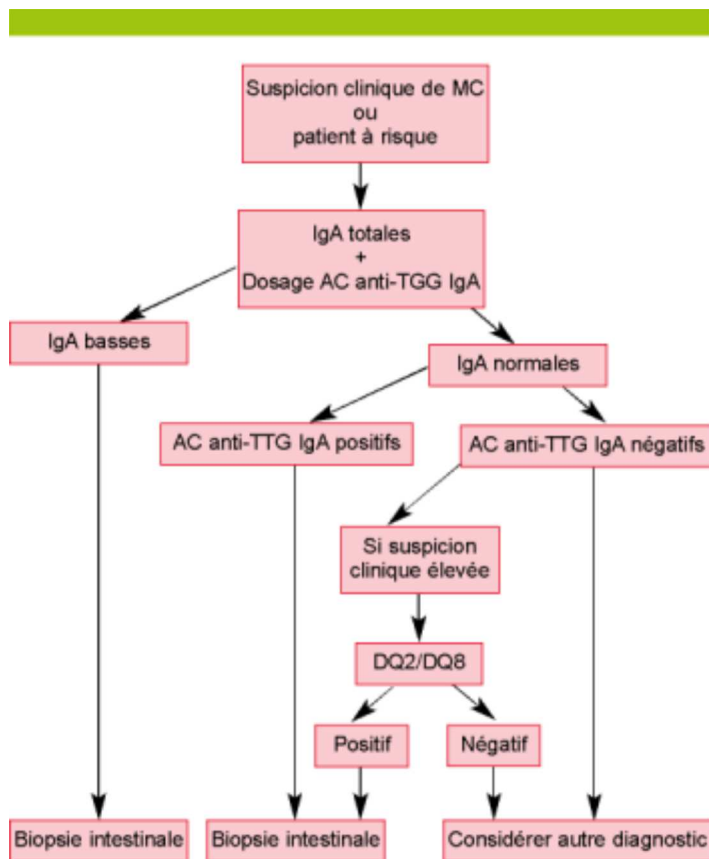 Suspicion clinique de MC
ou
patient à risque
IgA totales
+
Dosage AC anti-TGG IgA
IgA basses
IgA normales
AC anti-TTG IgA positifs
AC anti-TTG IgA négatifs
Si suspicion
clinique élevée
DQ2/DQ8
Positif
Négatif
Biopsie intestinale
Biopsie intestinale
Considérer autre diagnostic